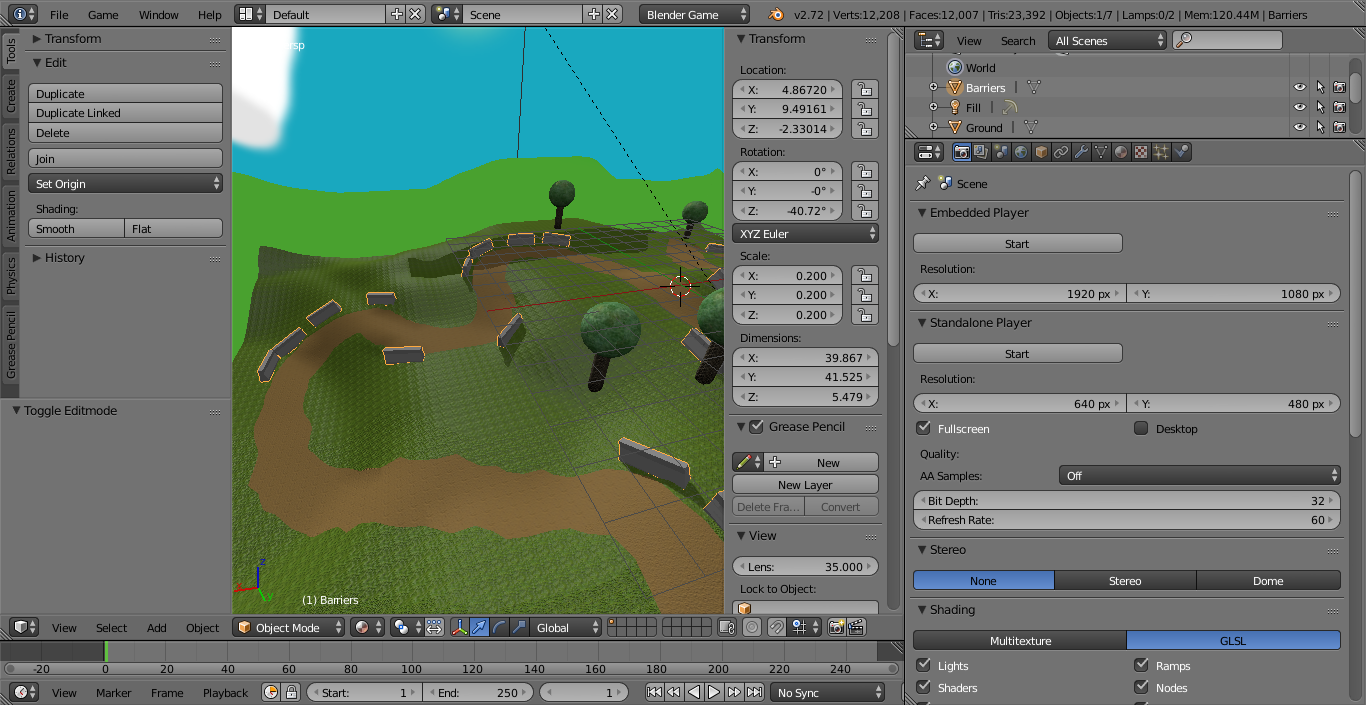 File Game Window Help Default Scene Blender Game v2.72 | Verts:12,208 | Faces:12,007 | Tris:23,392 | Objects:1/7 | Lamps:0/2 | Mem:120.44M | Barriers
Tools
Create
Relations
Animation
Physics
Grease Pencil
Transform
Edit
Duplicate
Duplicate Linked
Delete
Join
Set Origin
Shading:
Smooth Flat
History
Toggle Editmode
(1) Barriers
x
y
z
Transform
Location:
X: 4.86720
Y: 9.49161
Z: -2.33014
Rotation:
X: 0°
Y: -0°
Z: -40.72°
XYZ Euler
Scale:
X: 0.200
Y: 0.200
Z: 0.200
Dimensions:
X: 39.867
Y: 41.525
Z: 5.479
Grease Pencil
New
New Layer
Delete Fra... Convert
View
Lens: 35.000
Lock to Object:
View Search All Scenes
World
Barriers
Fill
Ground
Scene
Embedded Player
Start
Resolution:
X: 1920 px Y: 1080 px
Standalone Player
Start
Resolution:
X: 640 px Y: 480 px
Fullscreen Desktop
Quality:
AA Samples: Off
Bit Depth: 32
Refresh Rate: 60
Stereo
None Stereo Dome
Shading
Multitexture GLSL
Lights Ramps
Shaders Nodes
View Select Add Object Object Mode Global
-20 0 20 40 60 80 100 120 140 160 180 200 220 240
View Marker Frame Playback Start: 1 End: 250 1 No Sync